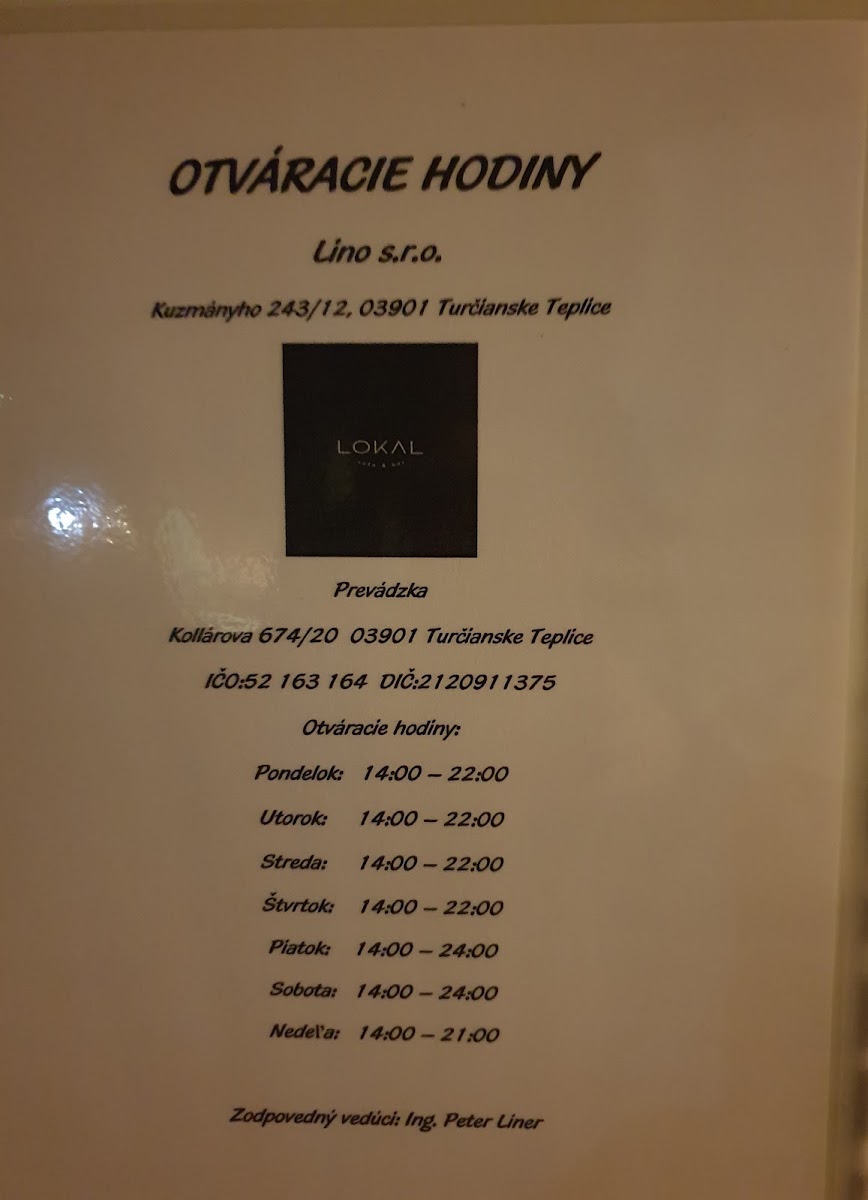 OTVÁRACIE HODINY
Lino s.r.o.
Kuzmányho 243/12, 03901 Turčianske Teplice
LOKAL
Prevádzka
Kollárova 674/20 03901 Turčianske Teplice
IČO:52 163 164 DIČ:2120911375
Otváracie hodiny:
Pondelok: 14:00 – 22:00
Utorok: 14:00 – 22:00
Streda: 14:00 – 22:00
Štvrtok: 14:00 – 22:00
Piatok: 14:00 – 24:00
Sobota: 14:00 – 24:00
Nedeľa: 14:00 – 21:00
Zodpovedný vedúci: Ing. Peter Liner